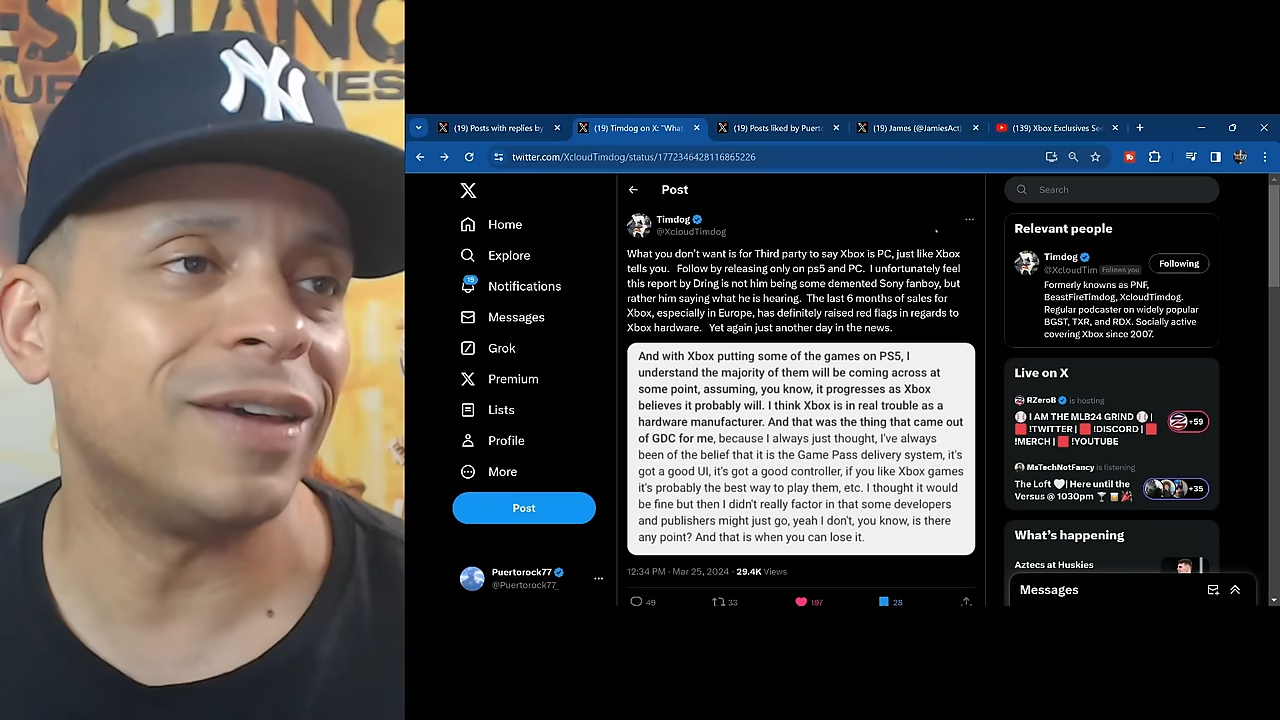 ESISTANC
NY
(19) Posts with replies by
(19) Timdog on X: "What
(19) Posts liked by Puerto
(19) James (@JamiesAct)
(139) Xbox Exclusives Se
twitter.com/XcloudTimdog/status/1772346428116865226
Home
Explore
19
Notifications
Messages
Grok
Premium
Lists
Profile
More
Post
Puertorock77
@Puertorock77_
Post
Timdog
@XcloudTimdog
What you don't want is for Third party to say Xbox is PC, just like Xbox
tells you. Follow by releasing only on ps5 and PC. I unfortunately feel
this report by Dring is not him being some demented Sony fanboy, but
rather him saying what he is hearing. The last 6 months of sales for
Xbox, especially in Europe, has definitely raised red flags in regards to
Xbox hardware. Yet again just another day in the news.
And with Xbox putting some of the games on PS5, I
understand the majority of them will be coming across at
some point, assuming, you know, it progresses as Xbox
believes it probably will. I think Xbox is in real trouble as a
hardware manufacturer. And that was the thing that came out
of GDC for me, because I always just thought, I've always
been of the belief that it is the Game Pass delivery system, it's
got a good UI, it's got a good controller, if you like Xbox games
it's probably the best way to play them, etc. I thought it would
be fine but then I didn't really factor in that some developers
and publishers might just go, yeah I don't, you know, is there
any point? And that is when you can lose it.
12:34 PM · Mar 25, 2024 · 29.4K Views
49 33 197 28
Search
Relevant people
Timdog
@XcloudTim Follows you
Following
Formerly known as PNF,
BeastFireTimdog, XcloudTimdog.
Regular podcaster on widely popular
BGST, TXR, and RDX. Socially active
covering Xbox since 2007.
Live on X
RZeroB is hosting
I AM THE MLB24 GRIND |
!TWITTER | !DISCORD |
!MERCH | !YOUTUBE
+59
MsTechNotFancy is listening
The Loft | Here until the
Versus @ 1030pm
+35
What's happening
Aztecs at Huskies
Messages